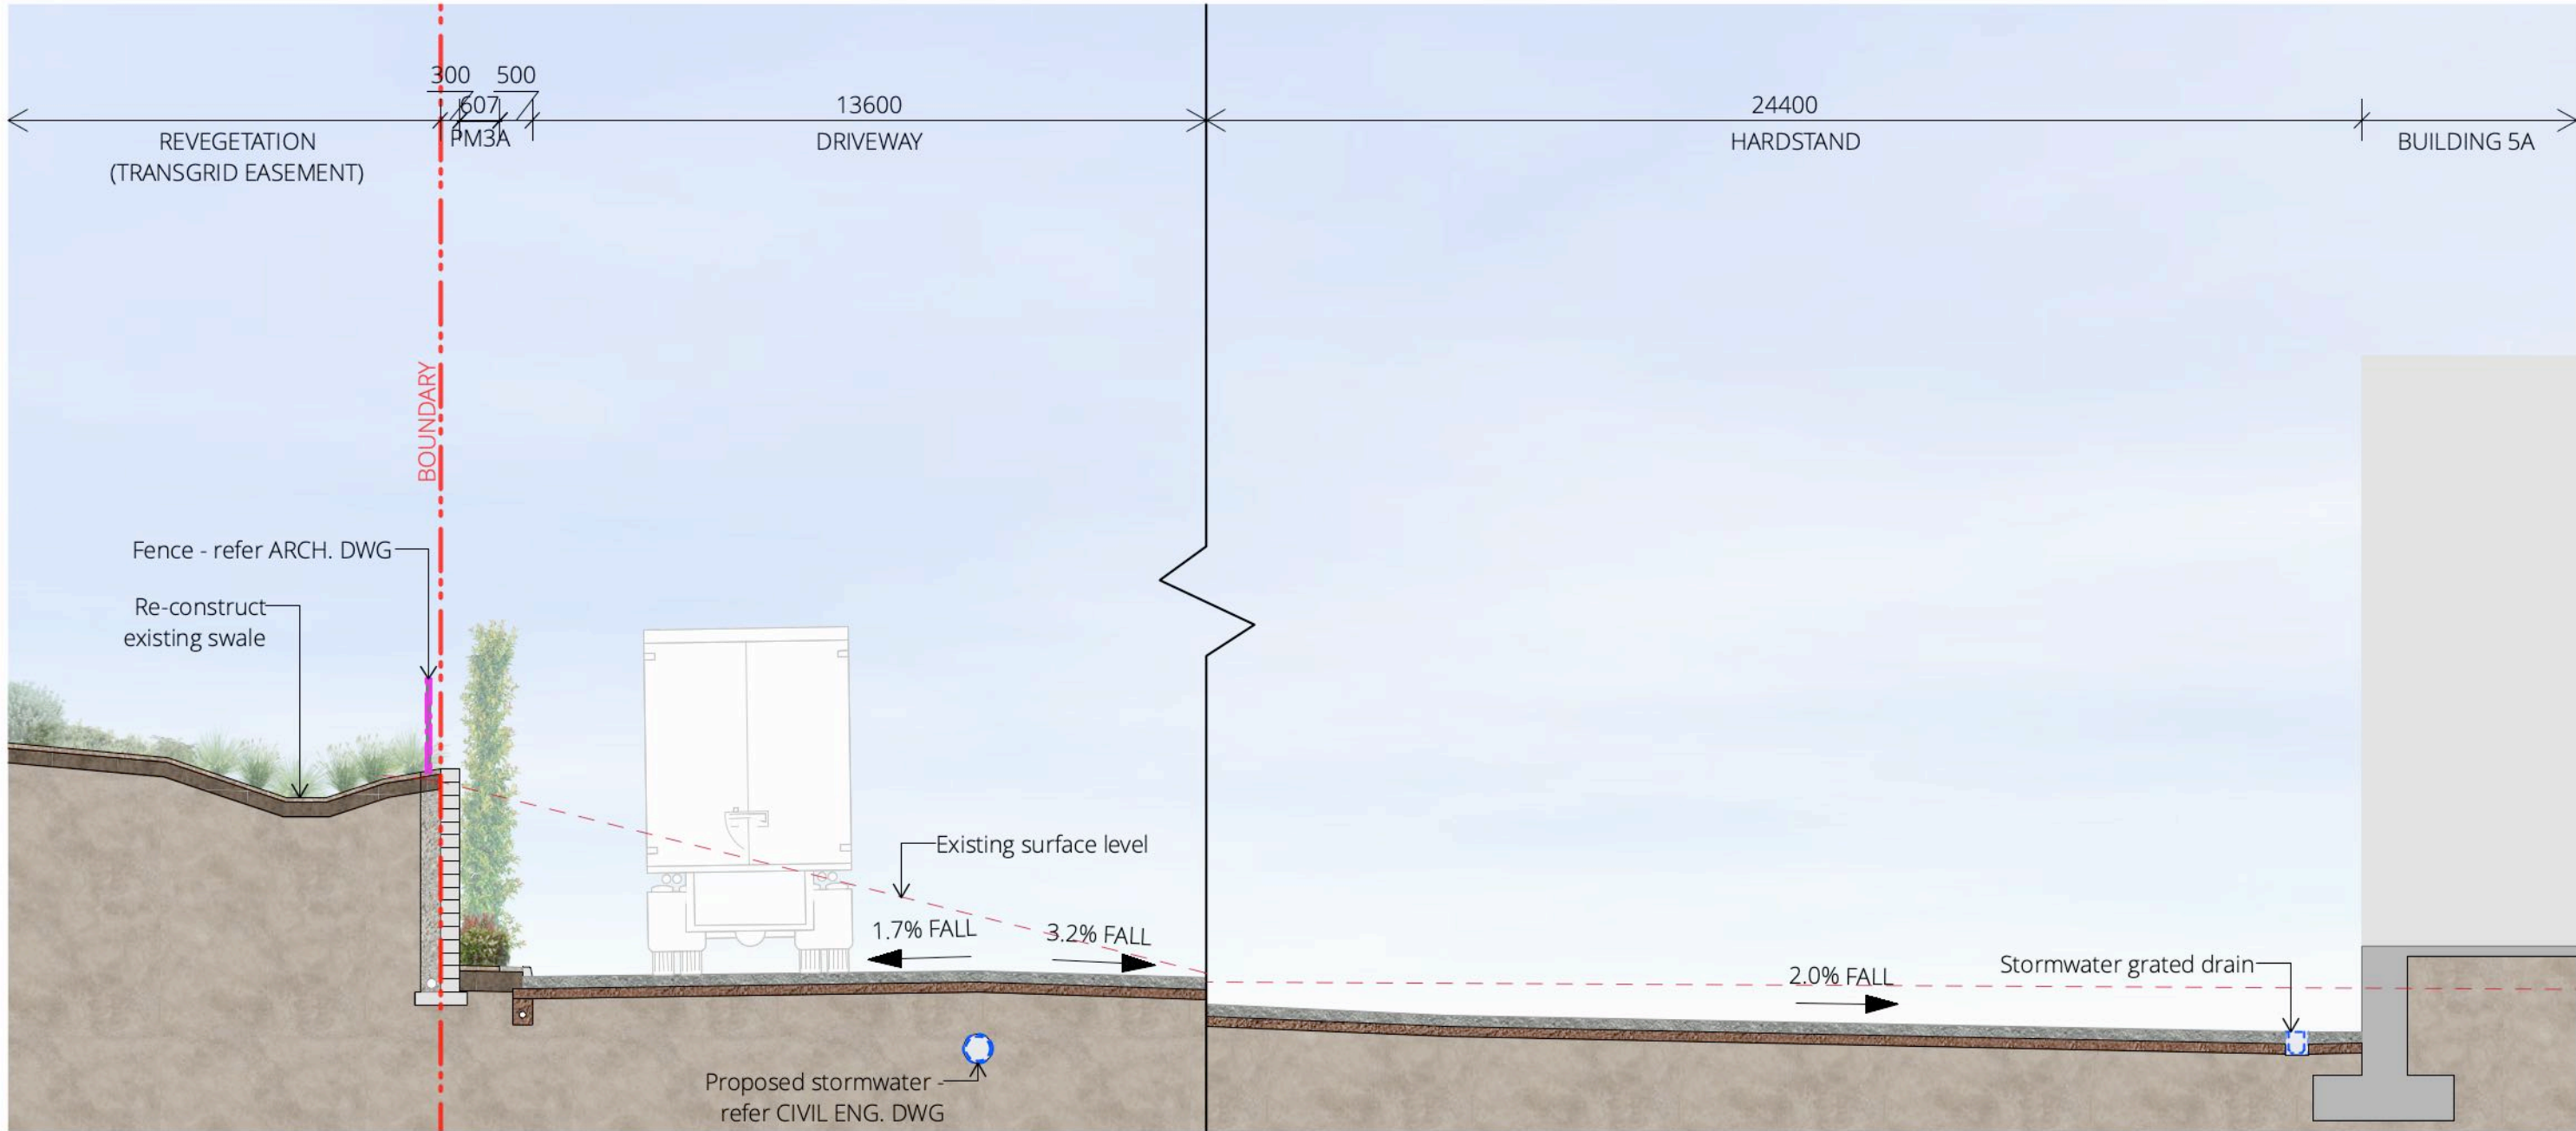 300
500
607
13600
24400
REVEGETATION
(TRANSGRID EASEMENT)
PM3A
DRIVEWAY
HARDSTAND
BUILDING 5A
BOUNDARY
Fence - refer ARCH. DWG
Re-construct
existing swale
Existing surface level
1.7% FALL
3.2% FALL
2.0% FALL
Stormwater grated drain
Proposed stormwater -
refer CIVIL ENG. DWG